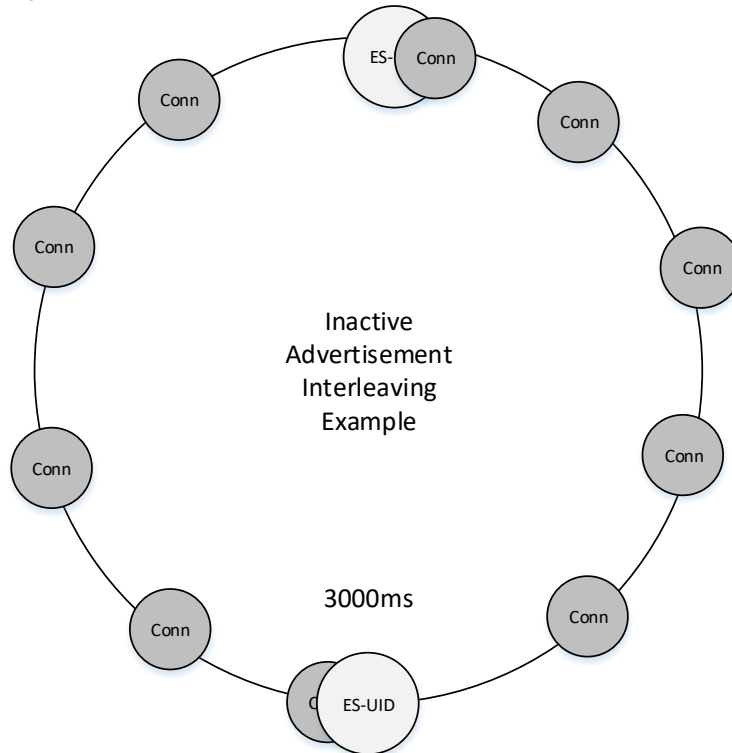 ES-
Conn
Conn
Conn
Conn
Conn
Inactive
Advertisement
Interleaving
Example
Conn
Conn
3000ms
Conn
Conn
ES-UID